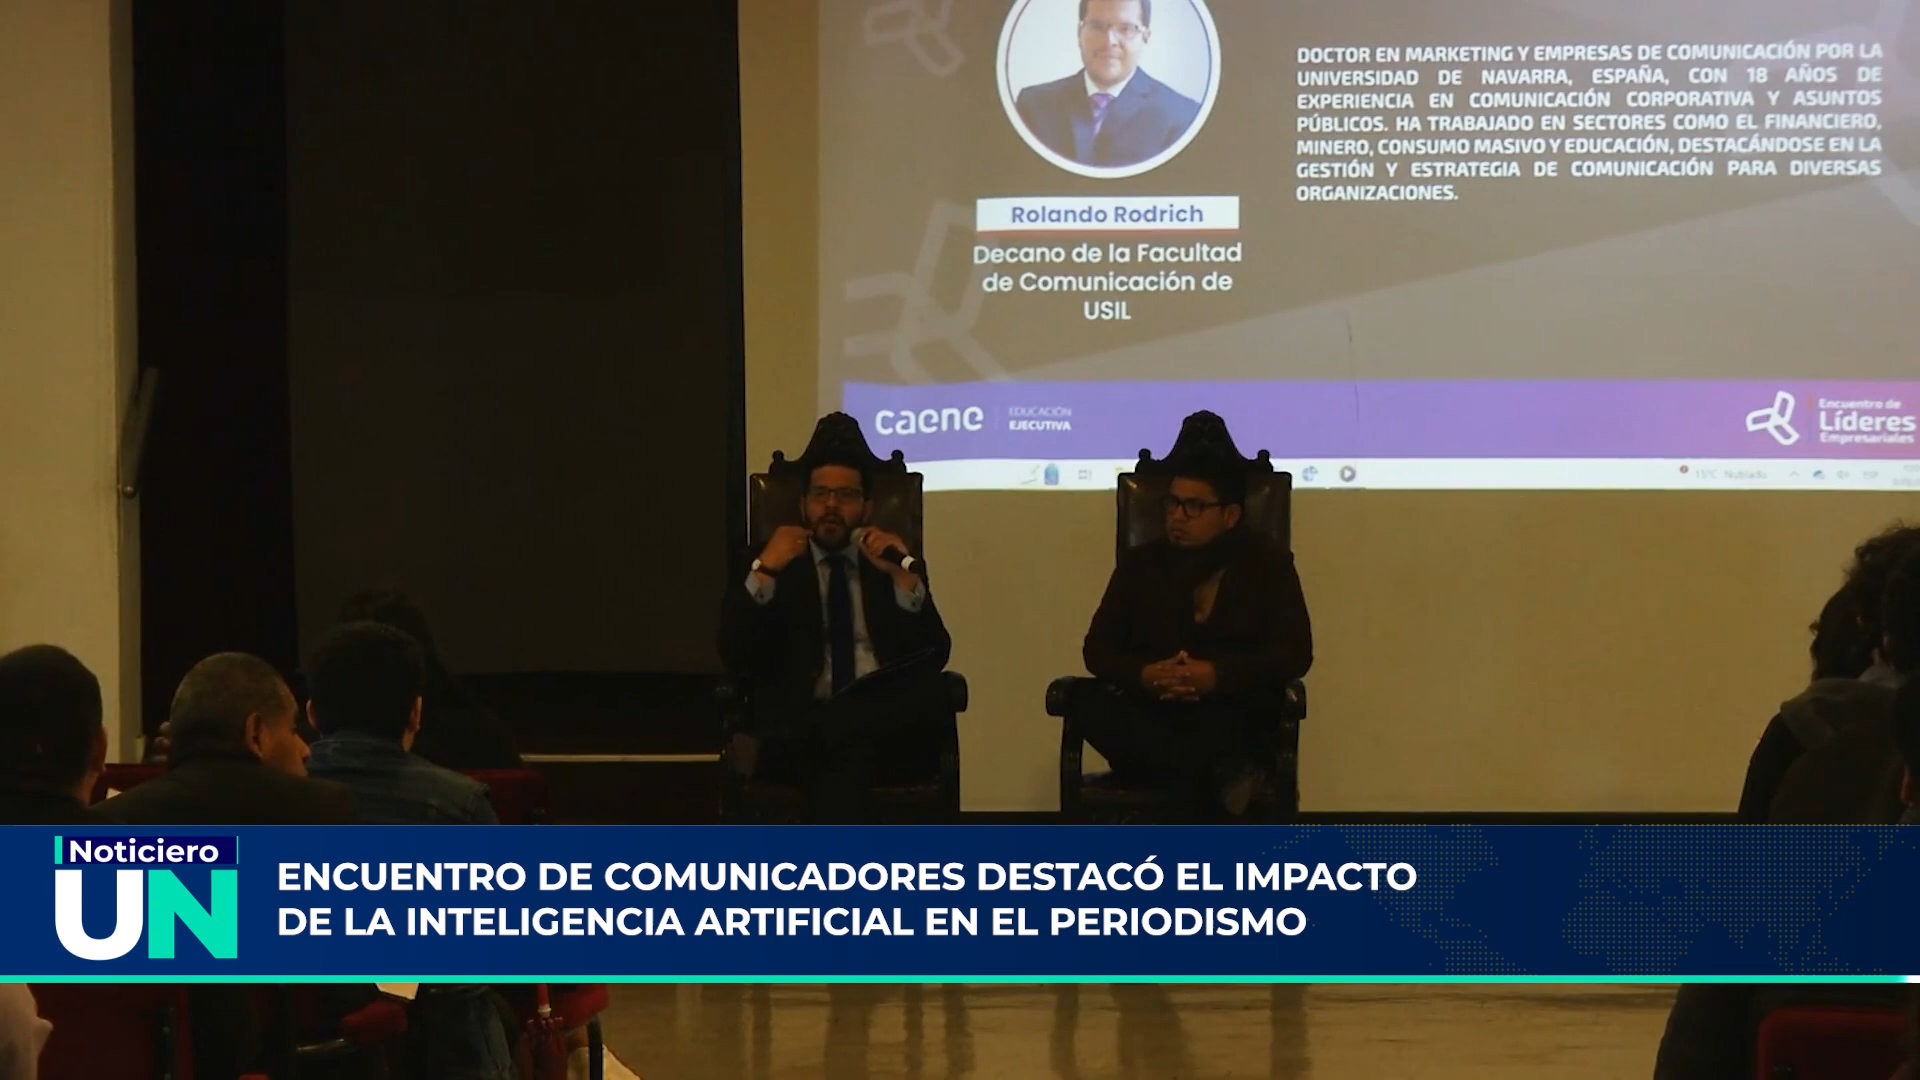 DOCTOR EN MARKETING Y EMPRESAS DE COMUNICACIÓN POR LA
UNIVERSIDAD DE NAVARRA, ESPAÑA, CON 18 AÑOS DE
EXPERIENCIA EN COMUNICACIÓN CORPORATIVA Y ASUNTOS
PÚBLICOS. HA TRABAJADO EN SECTORES COMO EL FINANCIERO,
MINERO, CONSUMO MASIVO Y EDUCACIÓN, DESTACÁNDOSE EN LA
GESTIÓN Y ESTRATEGIA DE COMUNICACIÓN PARA DIVERSAS
ORGANIZACIONES.
Rolando Rodrich
Decano de la Facultad
de Comunicación de
USIL
caene
EDUCACIÓN
EJECUTIVA
Encuentro de
Líderes
Empresariales
15°C Nublado
ESP
Noticiero
UN
ENCUENTRO DE COMUNICADORES DESTACÓ EL IMPACTO
DE LA INTELIGENCIA ARTIFICIAL EN EL PERIODISMO